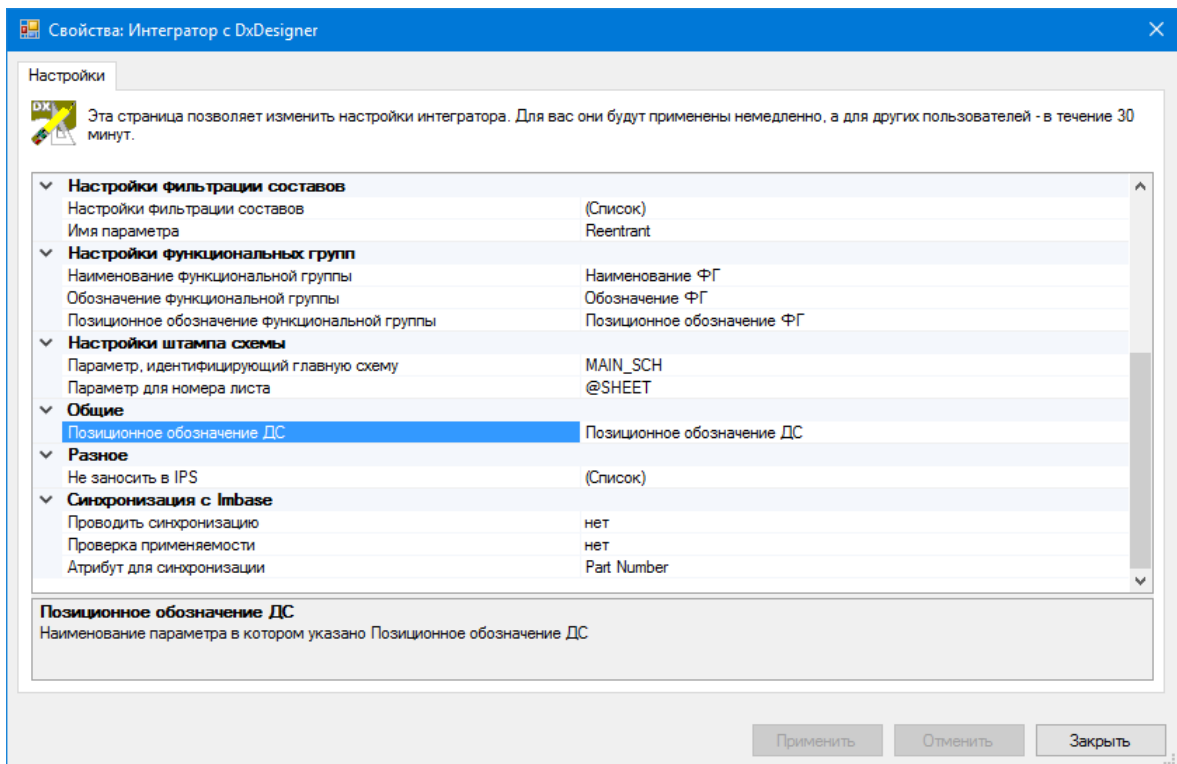 Свойства: Интегратор с DxDesigner
Настройки
DX
Эта страница позволяет изменить настройки интегратора. Для вас они будут применены немедленно, а для других пользователей - в течение 30
минут.
Настройки фильтрации составов
Настройки фильтрации составов (Список)
Имя параметра Reentrant
Настройки функциональных групп
Наименование функциональной группы Наименование ФГ
Обозначение функциональной группы Обозначение ФГ
Позиционное обозначение функциональной группы Позиционное обозначение ФГ
Настройки штампа схемы
Параметр, идентифицирующий главную схему MAIN_SCH
Параметр для номера листа @SHEET
Общие
Позиционное обозначение ДС Позиционное обозначение ДС
Разное
Не заносить в IPS (Список)
Синхронизация с Imbase
Проводить синхронизацию нет
Проверка применяемости нет
Атрибут для синхронизации Part Number
Позиционное обозначение ДС
Наименование параметра в котором указано Позиционное обозначение ДС
Применить Отменить Закрыть